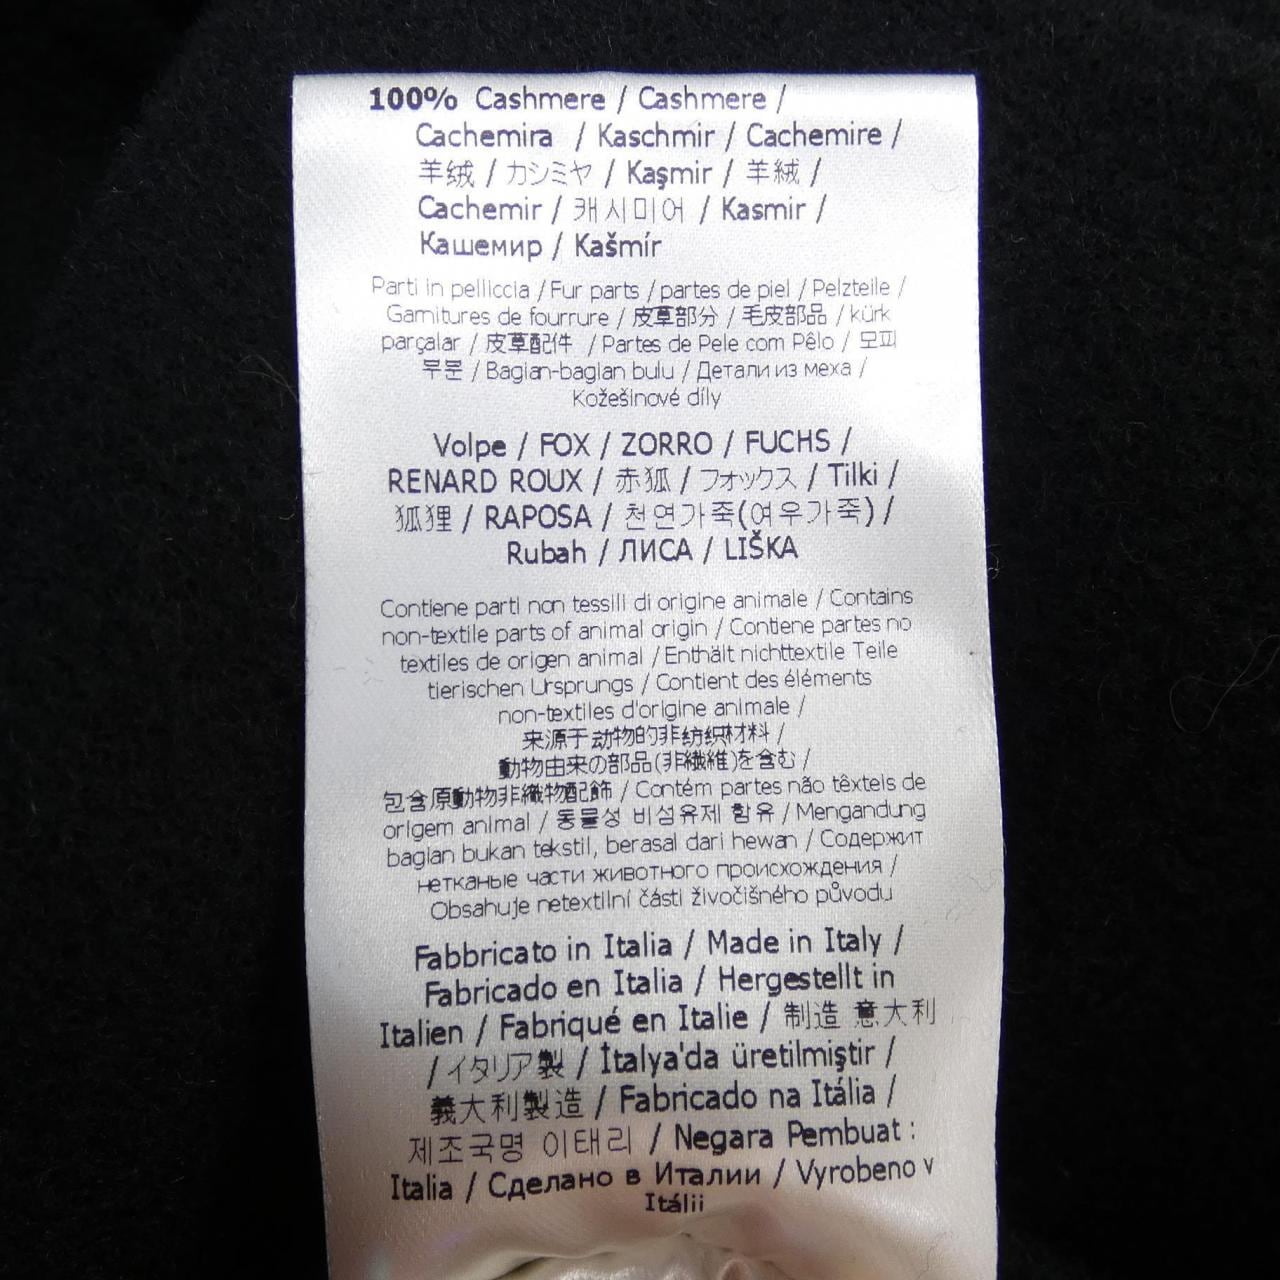 100% Cashmere / Cashmere /
Cachemira / Kaschmir / Cachemire /
羊绒 / カシミヤ / Kaşmir / 羊絨 /
Cachemir / 캐시미어 / Kasmir /
Кашемир / Kašmír
Parti in pelliccia / Fur parts / partes de piel / Pelzteile /
Garnitures de fourrure / 皮草部分 / 毛皮部品 / kürk
parçalar / 皮草配件 / Partes de Pele com Pêlo / 모피
부분 / Bagian-bagian bulu / Детали из меха /
Kožešinové díly
Volpe / FOX / ZORRO / FUCHS /
RENARD ROUX / 赤狐 / フォックス / Tilki /
狐狸 / RAPOSA / 천연가죽(여우가죽) /
Rubah / ЛИСА / LIŠKA
Contiene parti non tessili di origine animale / Contains
non-textile parts of animal origin / Contiene partes no
textiles de origen animal / Enthält nichttextile Teile
tierischen Ursprungs / Contient des éléments
non-textiles d'origine animale /
来源于动物的非纺织材料 /
動物由来の部品(非繊維)を含む /
包含原動物非織物配飾 / Contém partes não têxteis de
origem animal / 동물성 비섬유제 함유 / Mengandung
bagian bukan tekstil, berasal dari hewan / Содержит
нетканые части животного происхождения /
Obsahuje netextilní části živočišného původu
Fabbricato in Italia / Made in Italy /
Fabricado en Italia / Hergestellt in
Italien / Fabriqué en Italie / 制造 意大利
/ イタリア製 / İtalya'da üretilmiştir /
義大利製造 / Fabricado na Itália /
제조국명 이태리 / Negara Pembuat :
Italia / Сделано в Италии / Vyrobeno v
Itálii